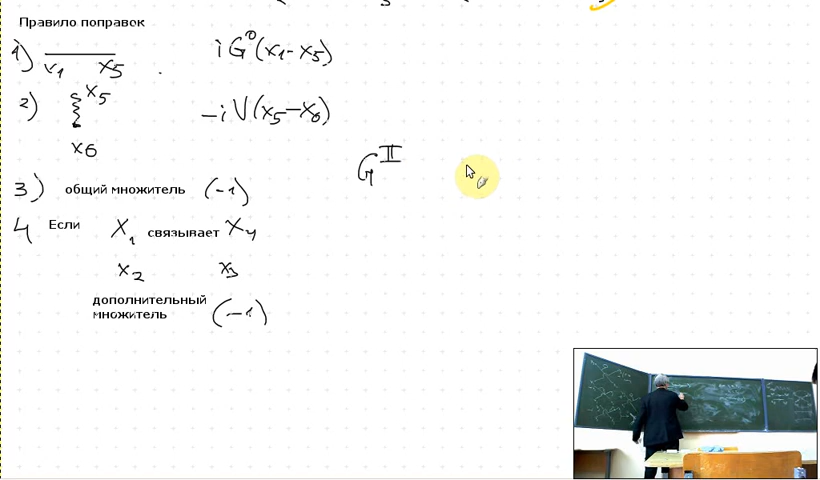 Правило поправок
1) x₁ x₅ iG⁰(x₁-x₅)
2) x₅ x₆ -iV(x₅-x₆)
G^II
3) общий множитель (-1)
4 Если x₁ связывает x₄
x₂ x₃
дополнительный
множитель (-1)